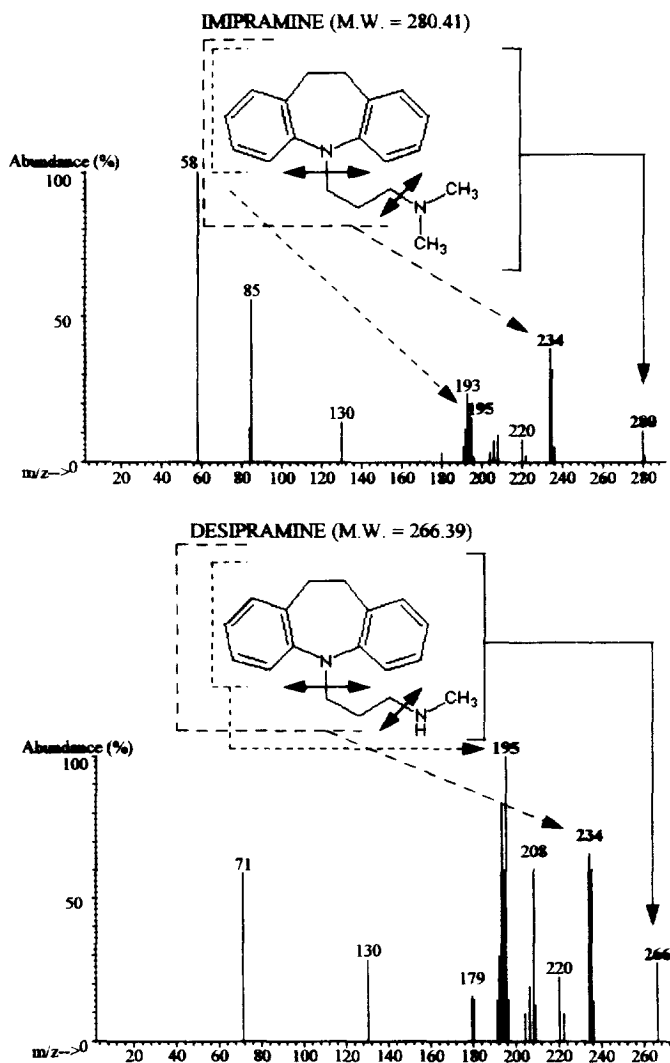 IMIPRAMINE (M.W. = 280.41)
N
CH3
N
CH3
Abundance (%)
100
58
85
50
234
193
195
130
220
280
0
m/z--> 20 40 60 80 100 120 140 160 180 200 220 240 260 280
DESIPRAMINE (M.W. = 266.39)
N
CH3
N
H
Abundance (%)
100
195
234
71
208
50
130
179
220
266
0
m/z--> 20 40 60 80 100 120 140 160 180 200 220 240 260